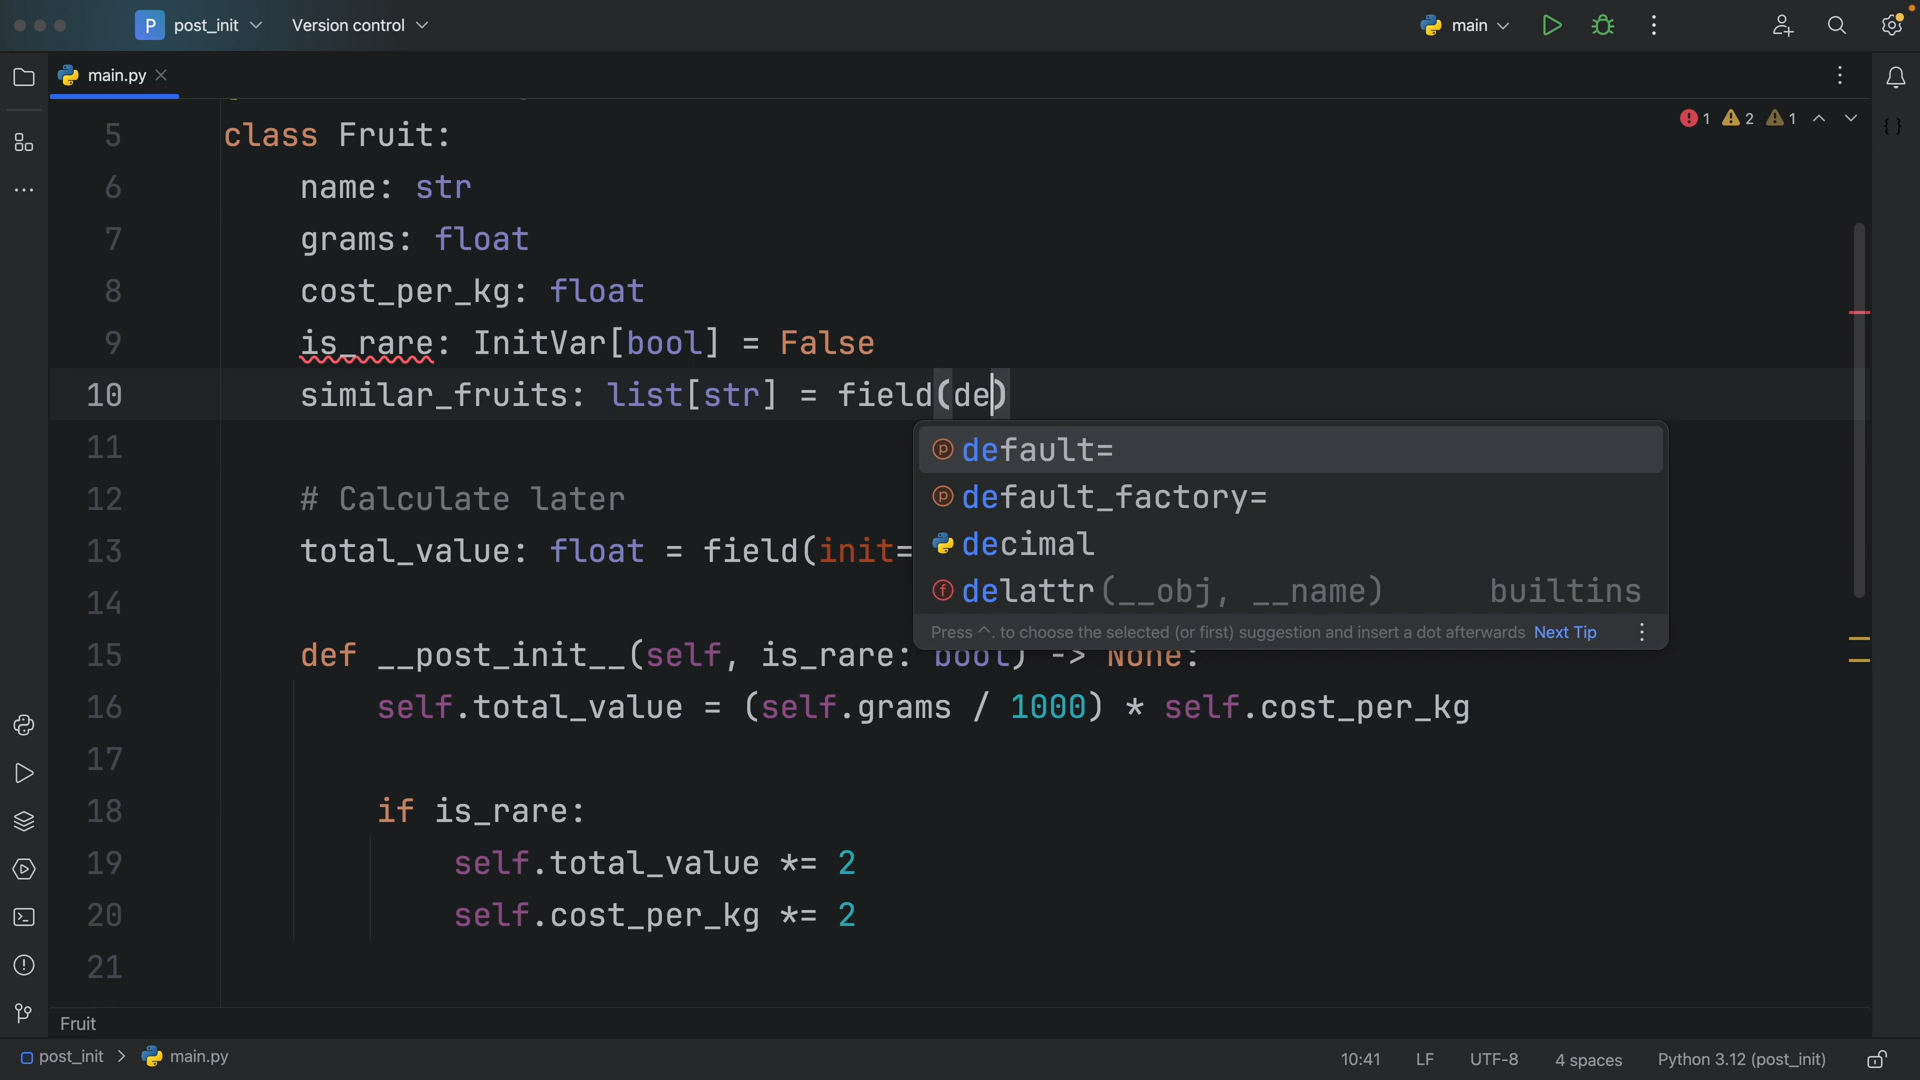 P post_init Version control main
main.py
1 2 1
5 class Fruit:
6 name: str
7 grams: float
8 cost_per_kg: float
9 is_rare: InitVar[bool] = False
10 similar_fruits: list[str] = field(de)
11
default=
default_factory=
decimal
delattr(__obj, __name) builtins
Press ^. to choose the selected (or first) suggestion and insert a dot afterwards Next Tip
12 # Calculate later
13 total_value: float = field(init=
14
15 def __post_init__(self, is_rare: bool) -> None:
16 self.total_value = (self.grams / 1000) * self.cost_per_kg
17
18 if is_rare:
19 self.total_value *= 2
20 self.cost_per_kg *= 2
21
Fruit
post_init > main.py 10:41 LF UTF-8 4 spaces Python 3.12 (post_init)